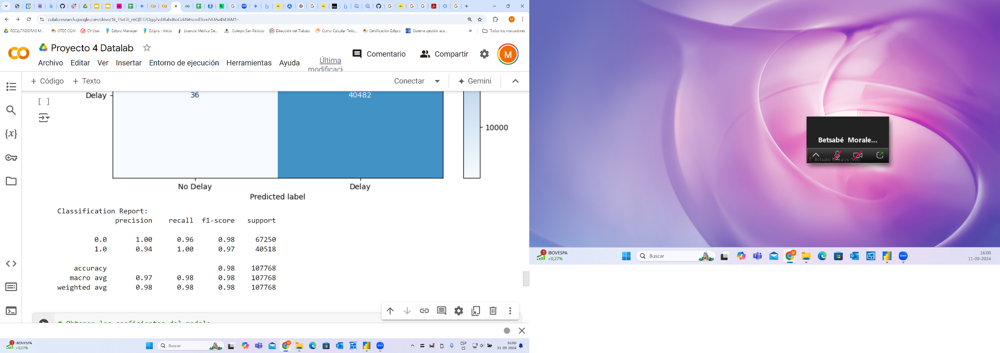 colab.research.google.com/drive/1k_TSvGY_e6QfE37OggZvdJ8ahd6oGzkN#scrollTo=AAJAv4M36M1-
RECLUTADORAS M... OTEC CGAI CV User Edipro Manager Edipro :: Inicio Licencia Médica Ele... Colegio San Patricio Dirección del Trabajo Como Calcular Finiq... Certificación Edipro Sistema gestión aca... » Todos los marcadores
Proyecto 4 Datalab
Comentario Compartir M
Archivo Editar Ver Insertar Entorno de ejecución Herramientas Ayuda Última
modificaci
+ Código + Texto Conectar Gemini
Delay 36 40482
[ ]
10000
No Delay Delay
Predicted label
Classification Report:
precision recall f1-score support
0.0 1.00 0.96 0.98 67250
1.0 0.94 1.00 0.97 40518
accuracy 0.98 107768
macro avg 0.97 0.98 0.98 107768
weighted avg 0.98 0.98 0.98 107768
# Obtener los coeficientes del modelo
IBOVESPA
+0,27%
Buscar
ESP
ES
16:00
11-09-2024
Betsabé Morale...
Betsabé Morales (MX)
IBOVESPA
+0,27%
Buscar
16:00
11-09-2024